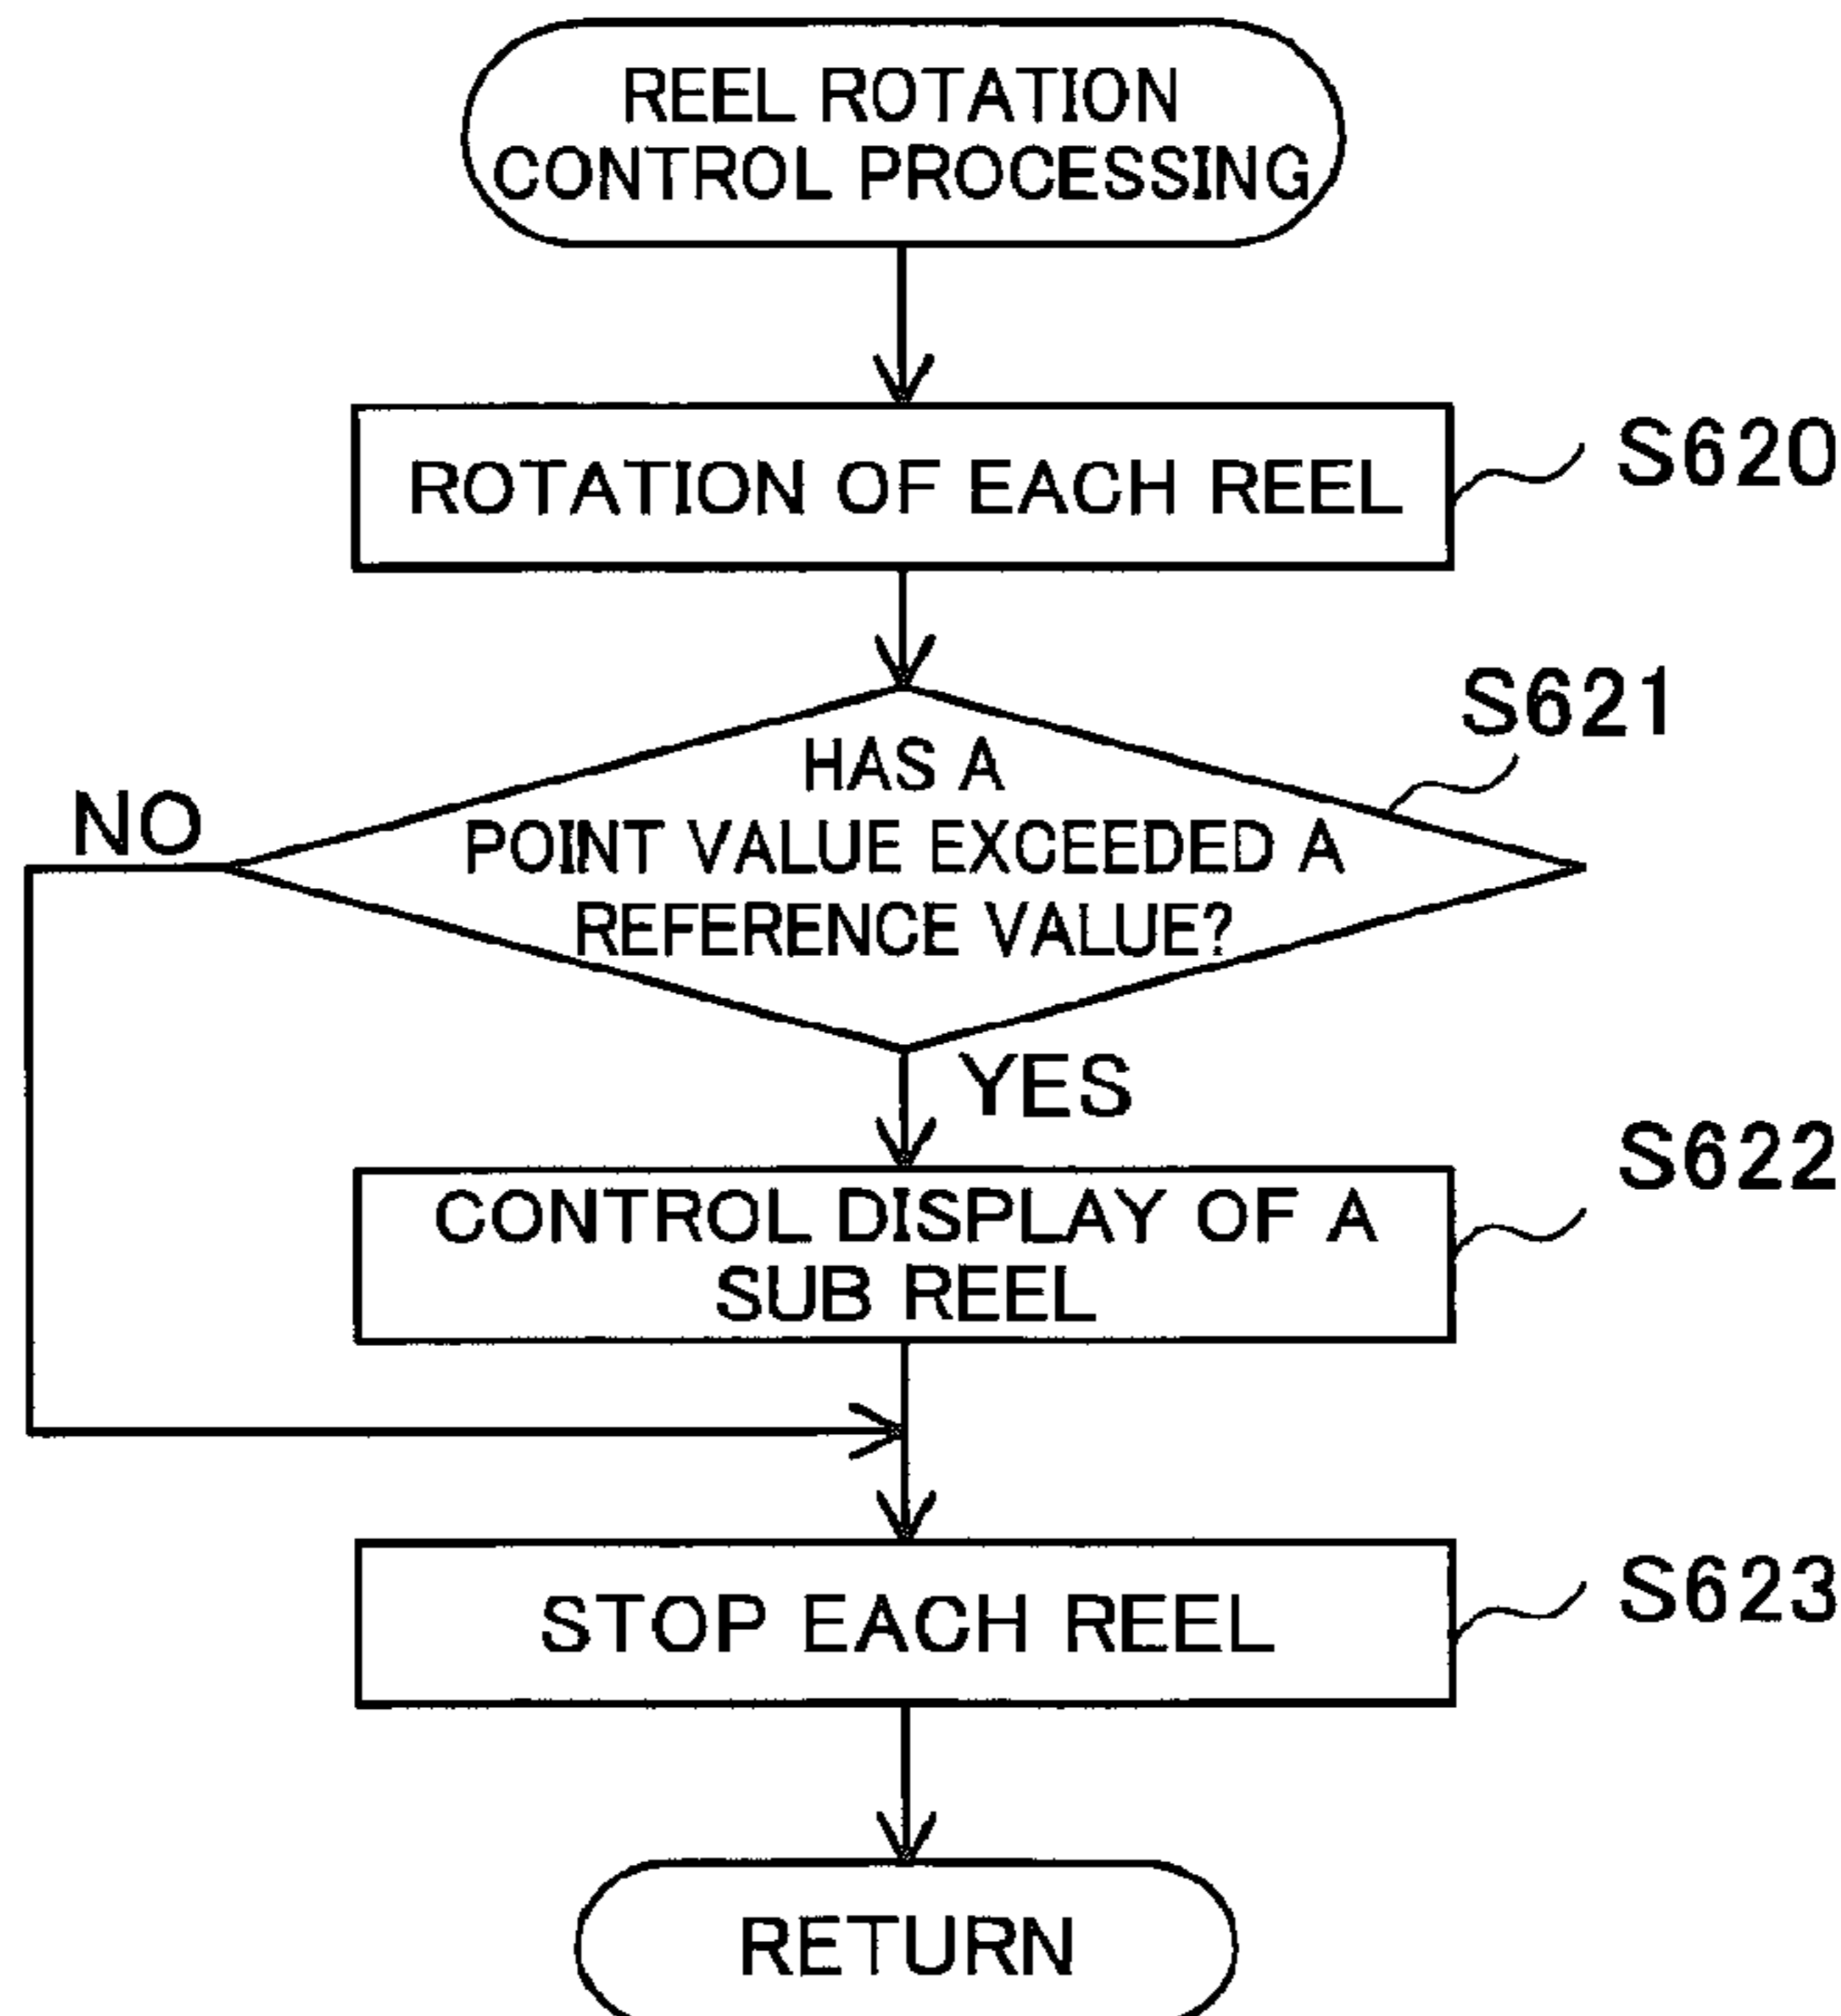 REEL ROTATION
CONTROL PROCESSING
ROTATION OF EACH REEL
S620
S621
HAS A
POINT VALUE EXCEEDED A
REFERENCE VALUE?
NO
YES
S622
CONTROL DISPLAY OF A
SUB REEL
STOP EACH REEL
S623
RETURN